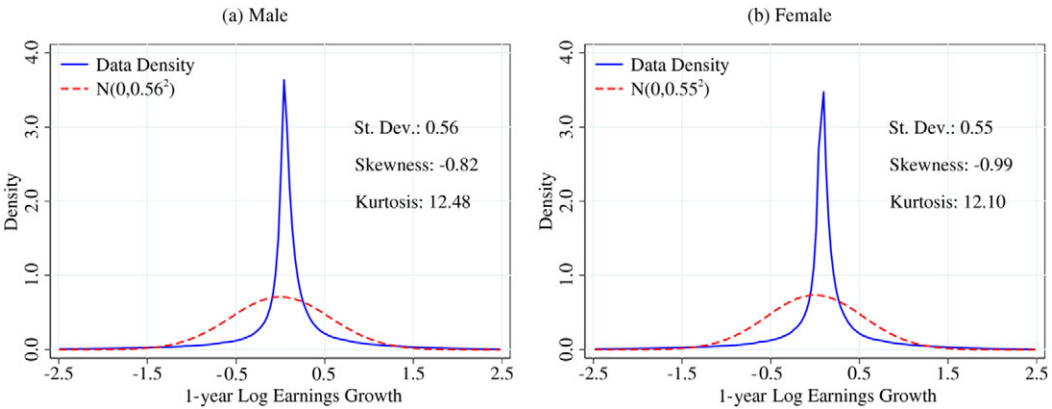 (a) Male
4.0
3.0
2.0
1.0
0.0
Density
Data Density
N(0,0.56²)
St. Dev.: 0.56
Skewness: -0.82
Kurtosis: 12.48
-2.5 -1.5 -0.5 0.5 1.5 2.5
1-year Log Earnings Growth
(b) Female
4.0
3.0
2.0
1.0
0.0
Density
Data Density
N(0,0.55²)
St. Dev.: 0.55
Skewness: -0.99
Kurtosis: 12.10
-2.5 -1.5 -0.5 0.5 1.5 2.5
1-year Log Earnings Growth